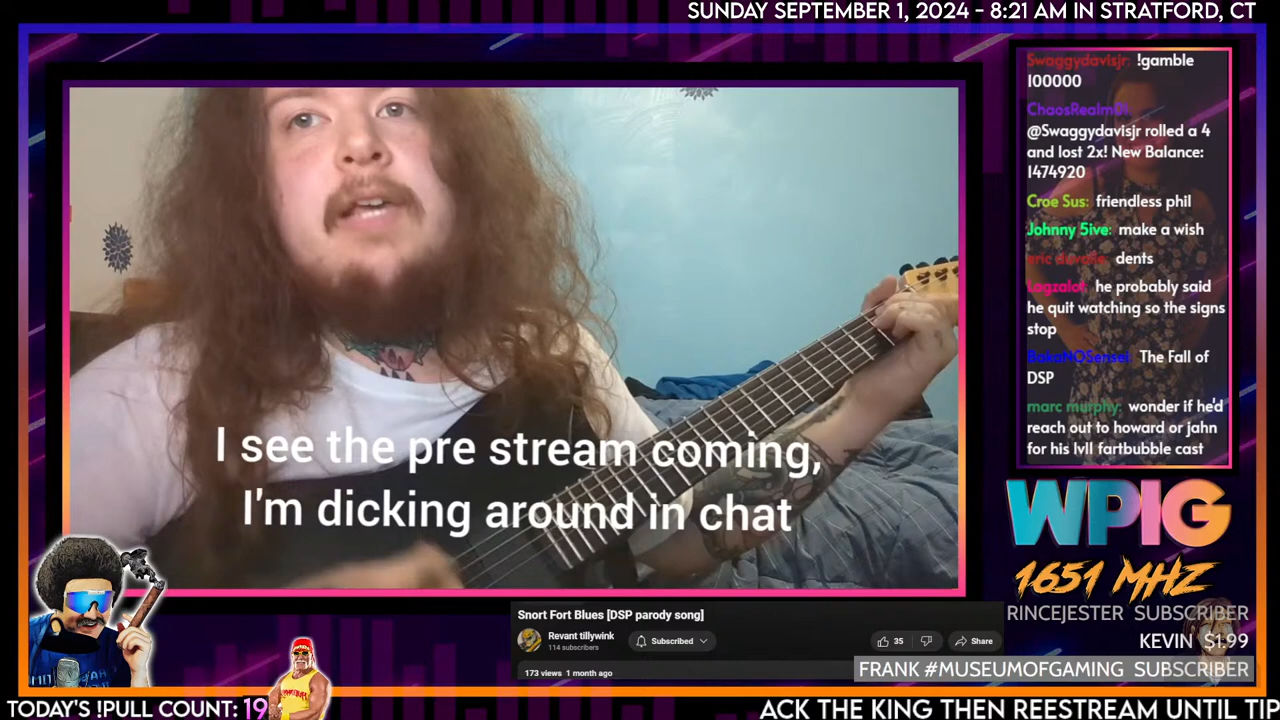 SUNDAY SEPTEMBER 1, 2024 - 8:21 AM IN STRATFORD, CT
Swaggydavisjr: !gamble
100000
ChaosRealm01:
@Swaggydavisjr rolled a 4
and lost 2x! New Balance:
1474920
Croe Sus: friendless phil
Johnny 5ive: make a wish
eric duvalle: dents
Lagzalot: he probably said
he quit watching so the signs
stop
BakaNQSensei: The Fall of
DSP
marc murphy: wonder if he'd
reach out to howard or jahn
for his lvl1 fartbubble cast
I see the pre stream coming,
I'm dicking around in chat
WPIG
1651 MHZ
RINCEJESTER SUBSCRIBER
KEVIN $1.99
FRANK #MUSEUMOFGAMING SUBSCRIBER
Snort Fort Blues [DSP parody song]
Revant tillywink
114 subscribers
Subscribed
35
Share
173 views 1 month ago
TODAY'S !PULL COUNT: 19
ACK THE KING THEN REESTREAM UNTIL TIP